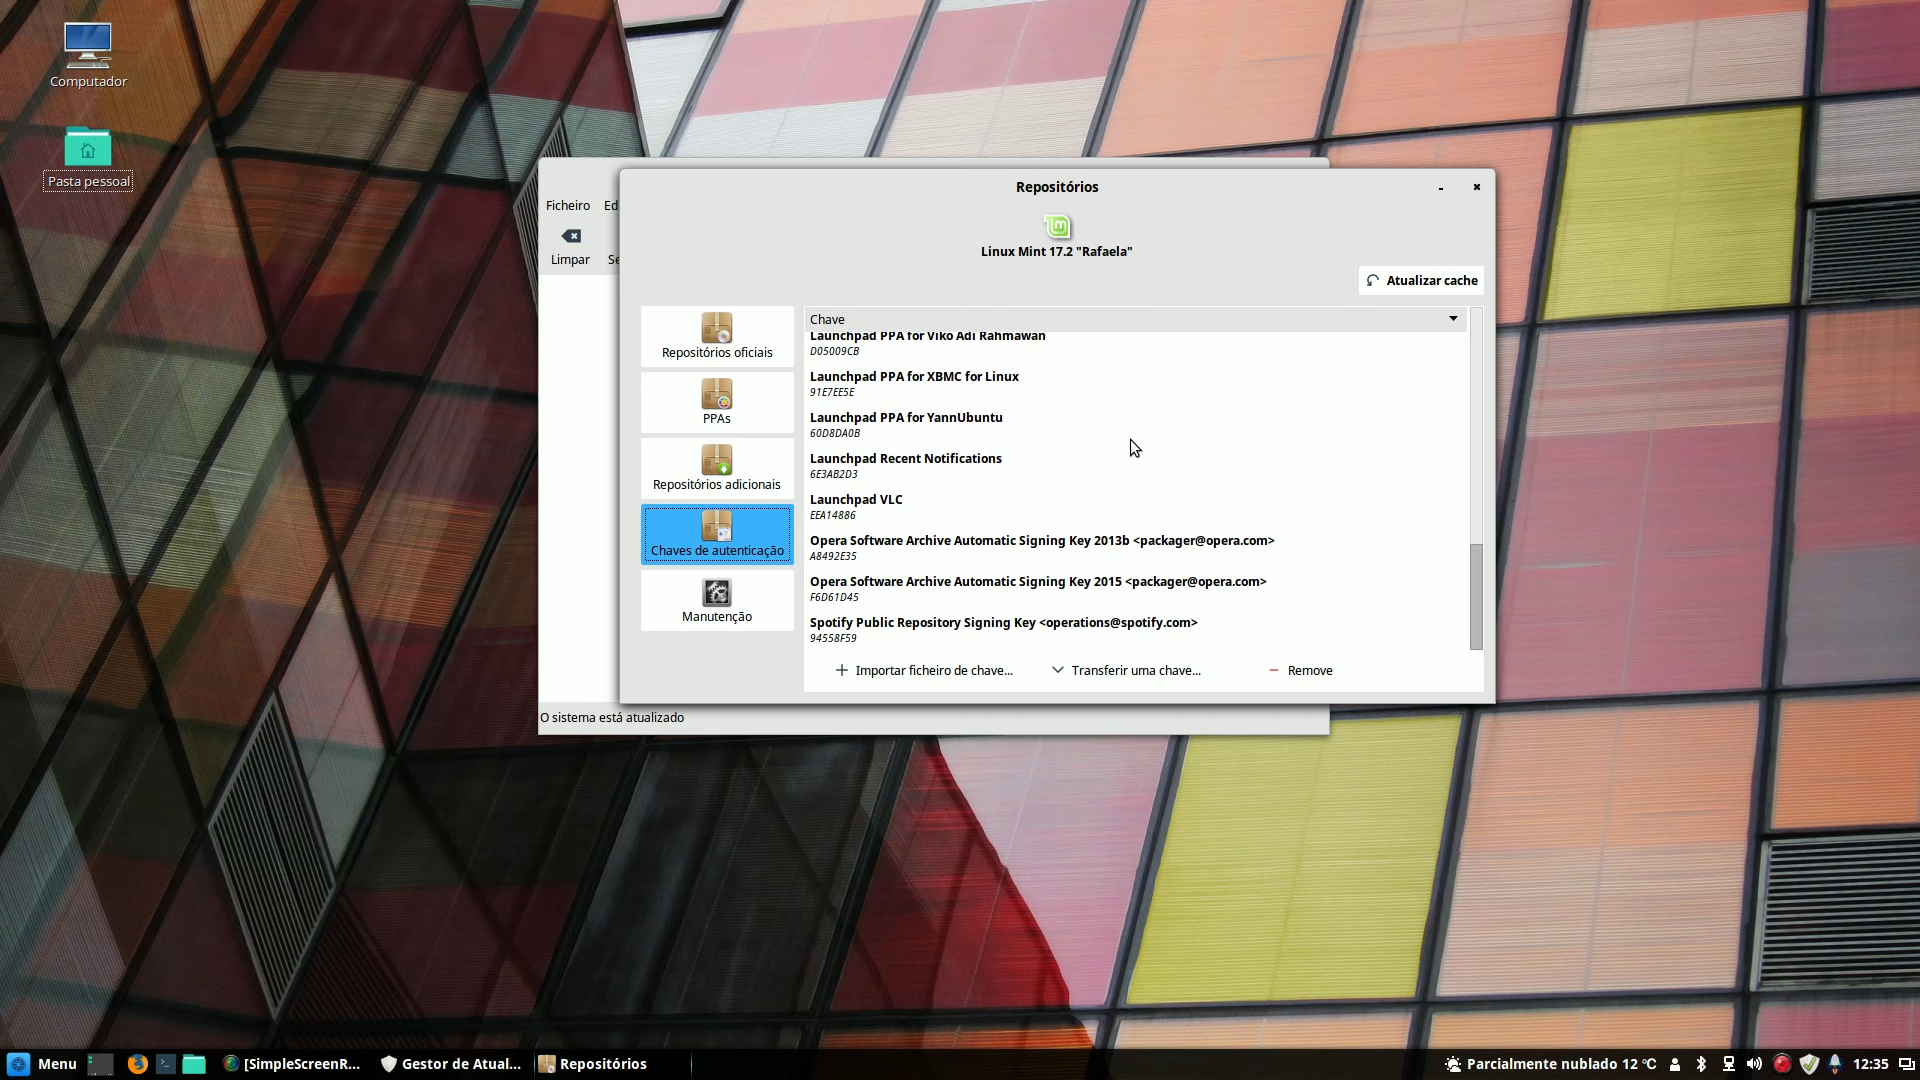 Computador
Pasta pessoal
Ficheiro
Ed
Limpar
Se
O sistema está atualizado
Repositórios
Linux Mint 17.2 "Rafaela"
Atualizar cache
Repositórios oficiais
PPAs
Repositórios adicionais
Chaves de autenticação
Manutenção
Chave
Launchpad PPA for Viko Adi Rahmawan
D05009CB
Launchpad PPA for XBMC for Linux
91E7EE5E
Launchpad PPA for YannUbuntu
60D8DA0B
Launchpad Recent Notifications
6E3AB2D3
Launchpad VLC
EEA14886
Opera Software Archive Automatic Signing Key 2013b <packager@opera.com>
A8492E35
Opera Software Archive Automatic Signing Key 2015 <packager@opera.com>
F6D61D45
Spotify Public Repository Signing Key <operations@spotify.com>
94558F59
Importar ficheiro de chave...
Transferir uma chave...
Remove
Menu
[SimpleScreenR...
Gestor de Atual...
Repositórios
Parcialmente nublado 12 °C
12:35